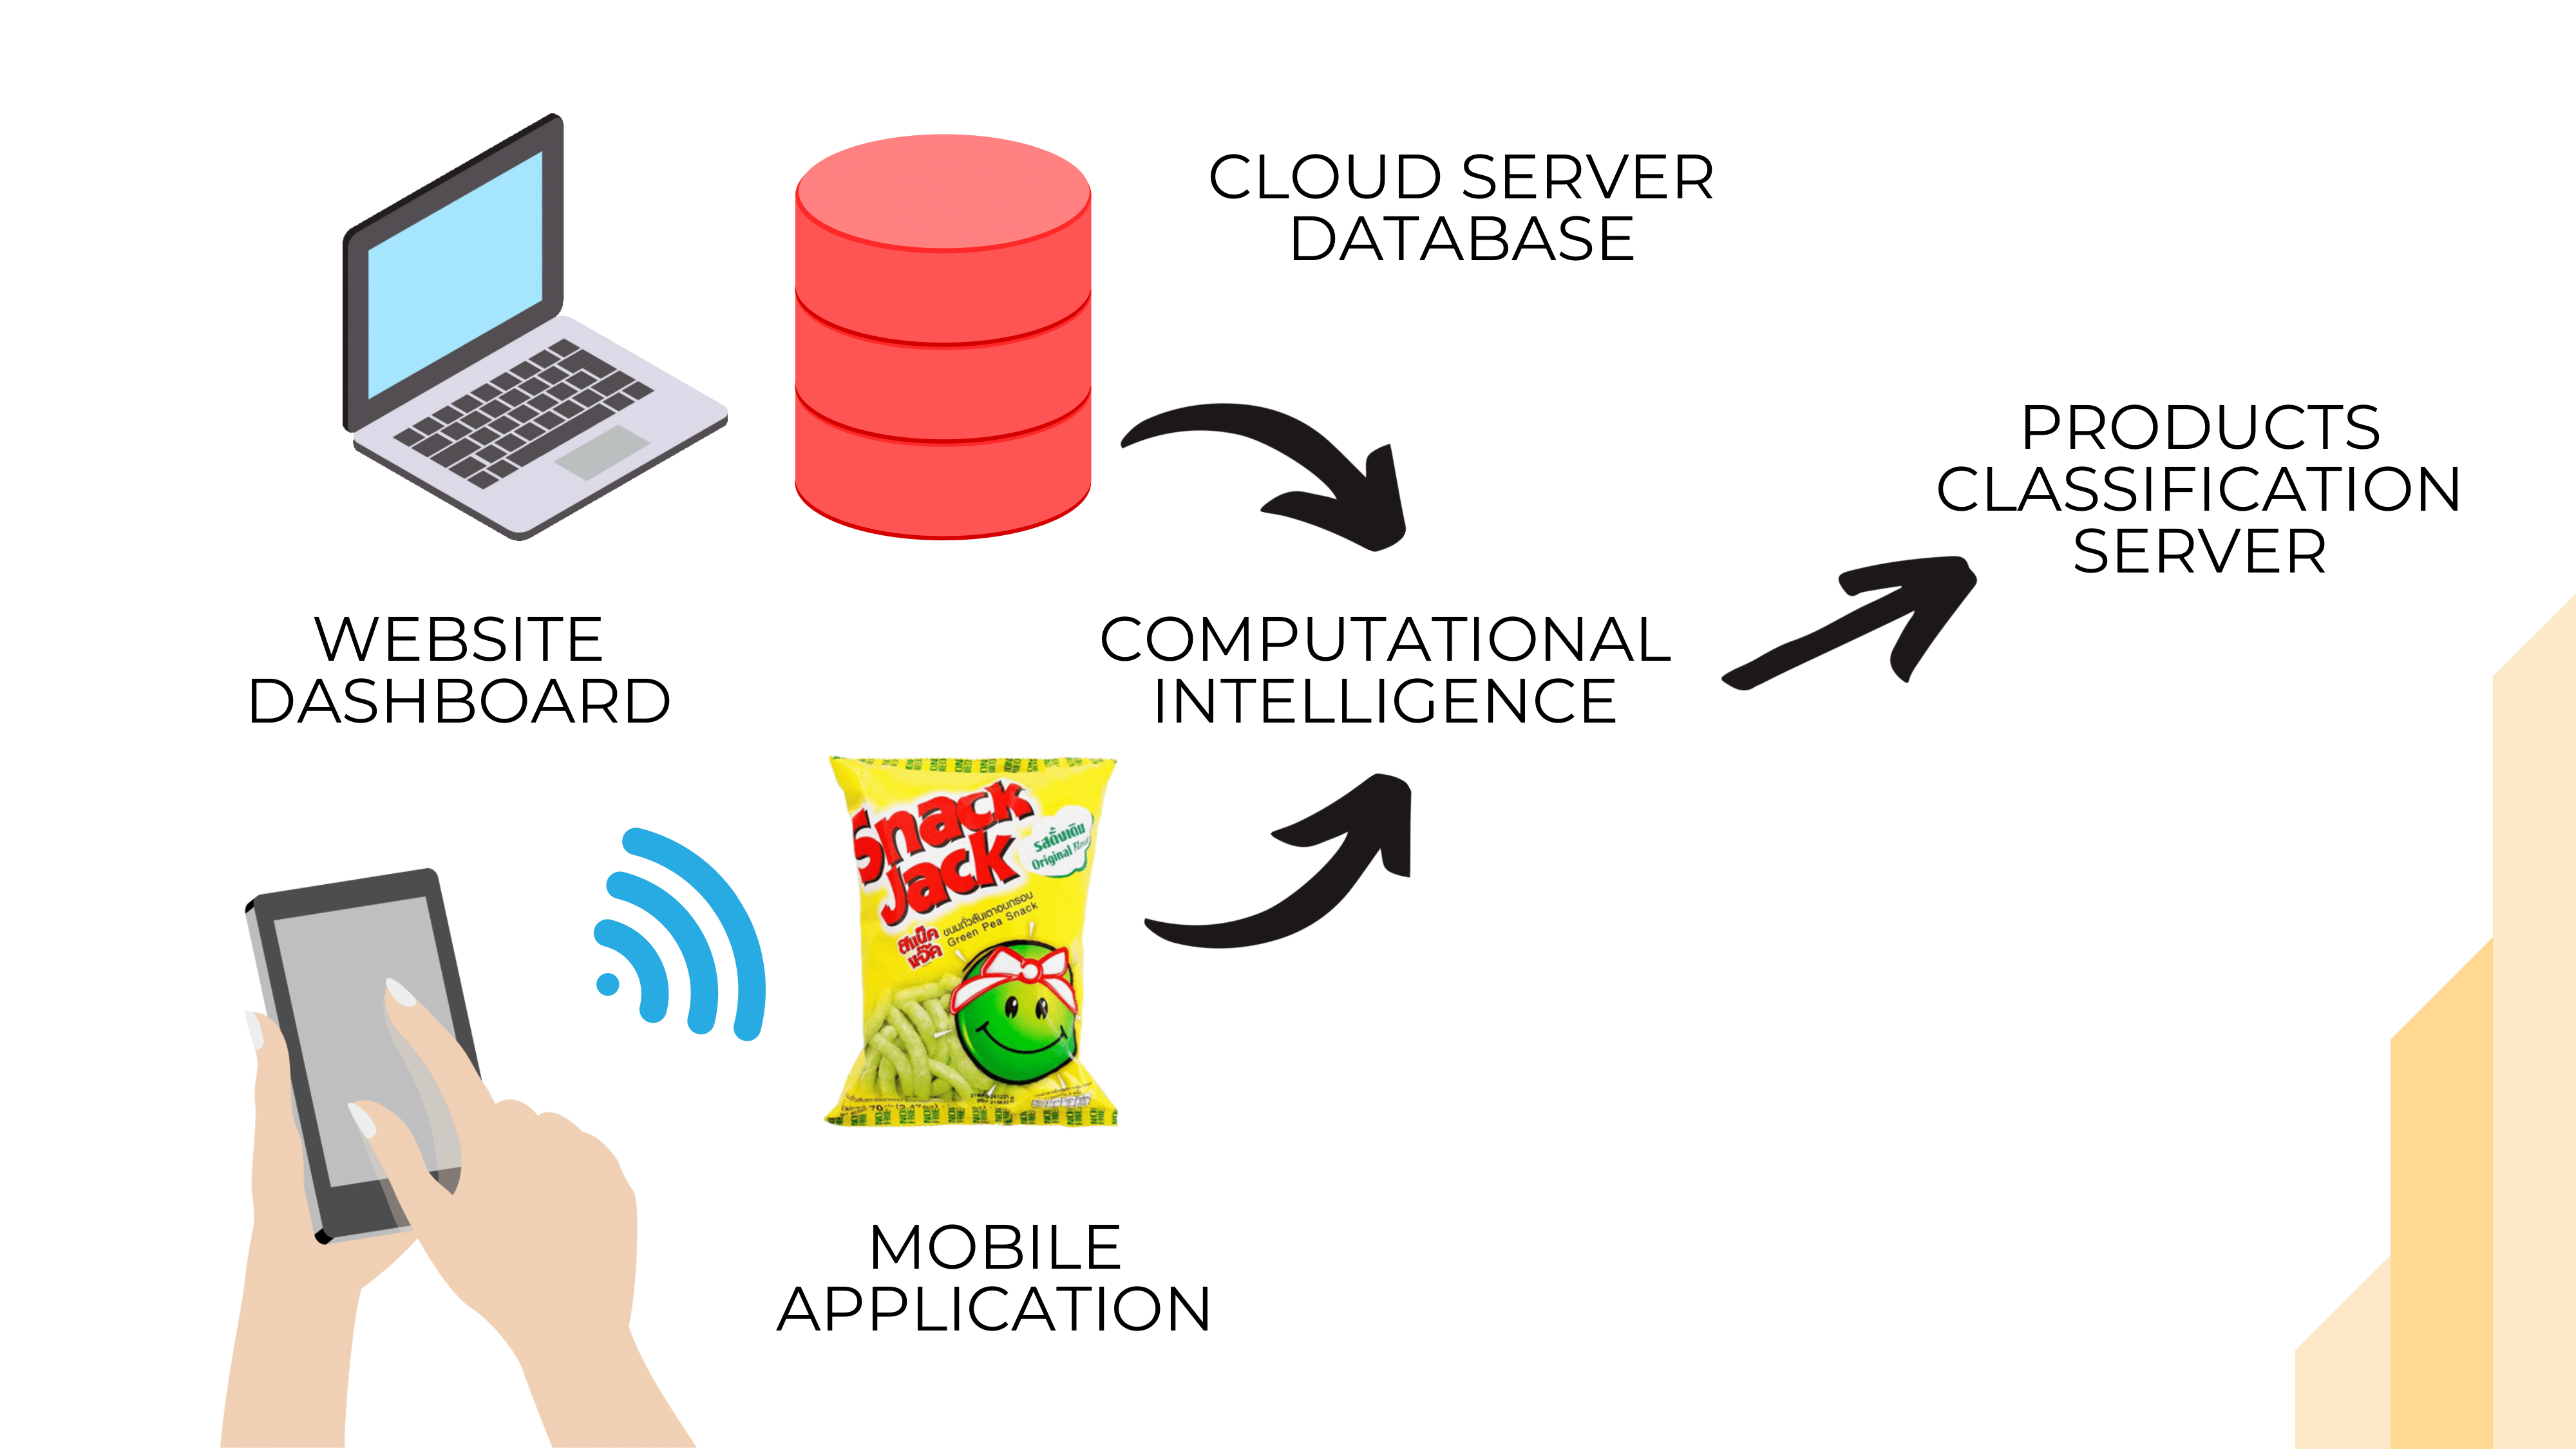 CLOUD SERVER
DATABASE
PRODUCTS
CLASSIFICATION
SERVER
WEBSITE
DASHBOARD
COMPUTATIONAL
INTELLIGENCE
Snack
Jack
รสดั้งเดิม
Original Flavour
สแน็ค
แจ๊ค
ขนมถั่วลันเตาอบกรอบ
Green Pea Snack
MOBILE
APPLICATION